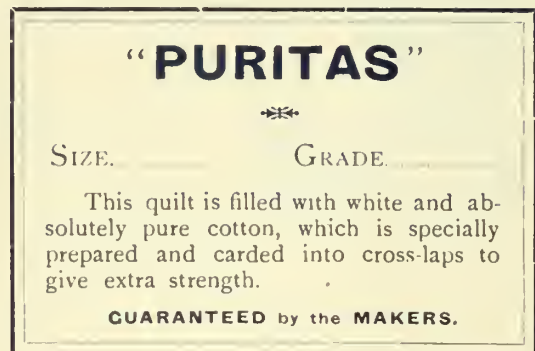 "PURITAS"
SIZE. GRADE
This quilt is filled with white and ab-
solutely pure cotton, which is specially
prepared and carded into cross-laps to
give extra strength.
GUARANTEED by the MAKERS.